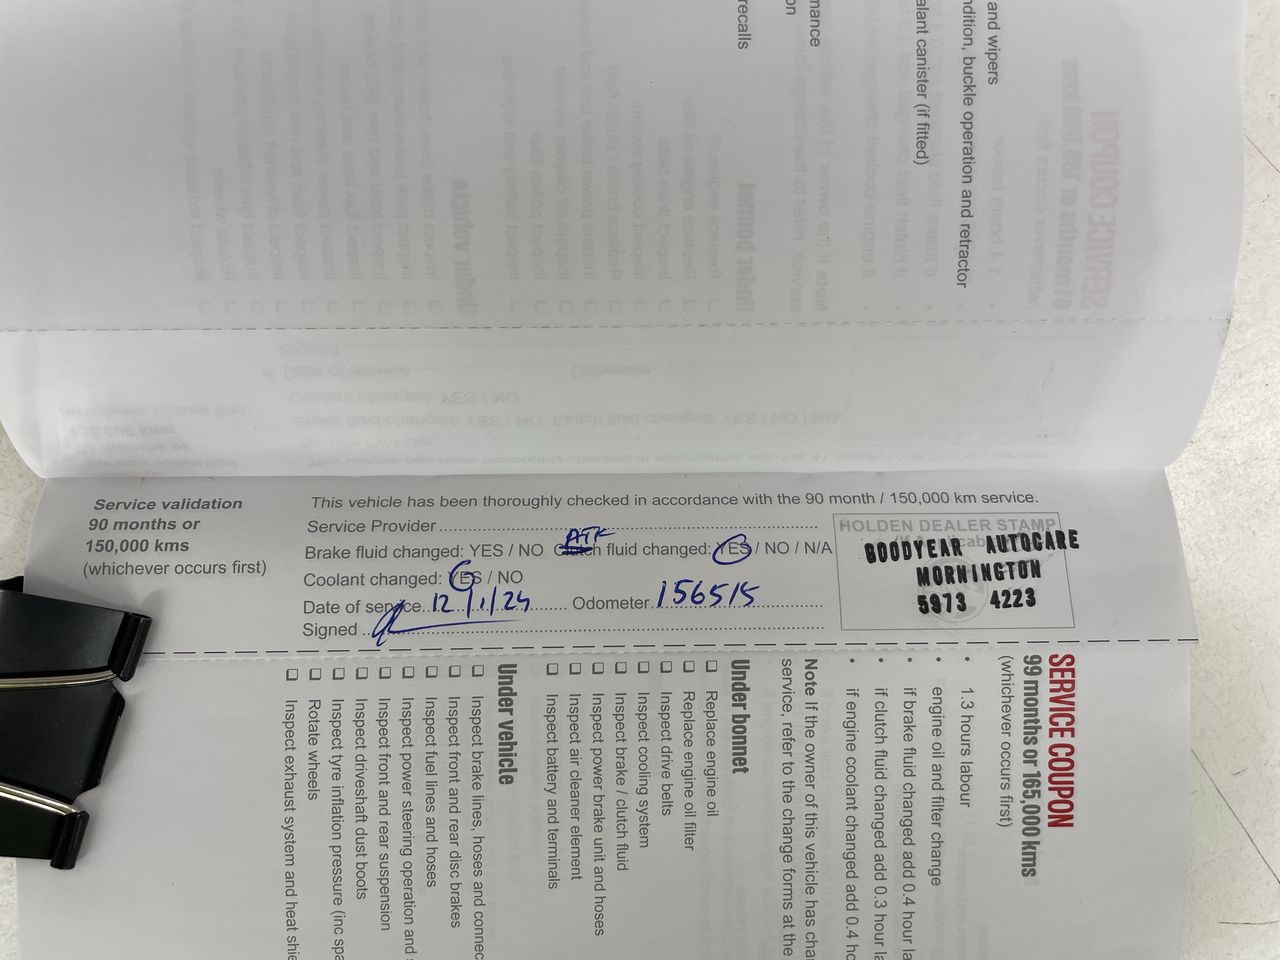 and wipers
ndition, buckle operation and retractor
alant canister (if fitted)
mance
on
recalls
Service validation
90 months or
150,000 kms
(whichever occurs first)
This vehicle has been thoroughly checked in accordance with the 90 month / 150,000 km service.
Service Provider
ATF
Brake fluid changed: YES / NO Clutch fluid changed: YES / NO / N/A
Coolant changed: YES / NO
Date of service 12/1/24 Odometer 156515
Signed
HOLDEN DEALER STAMP
(If Applicable)
GOODYEAR AUTOCARE
MORNINGTON
5973 4223
SERVICE COUPON
99 months or 165,000 kms
(whichever occurs first)
• 1.3 hours labour
• engine oil and filter change
• if brake fluid changed add 0.4 hour la
• if clutch fluid changed add 0.3 hour la
• if engine coolant changed add 0.4 ho
Note If the owner of this vehicle has cha
service, refer to the change forms at the
Under bonnet
❑ Replace engine oil
❑ Replace engine oil filter
❑ Inspect drive belts
❑ Inspect cooling system
❑ Inspect brake / clutch fluid
❑ Inspect power brake unit and hoses
❑ Inspect air cleaner element
❑ Inspect battery and terminals
Under vehicle
❑ Inspect brake lines, hoses and connec
❑ Inspect front and rear disc brakes
❑ Inspect fuel lines and hoses
❑ Inspect power steering operation and
❑ Inspect front and rear suspension
❑ Inspect driveshaft dust boots
❑ Inspect tyre inflation pressure (inc spa
❑ Rotate wheels
❑ Inspect exhaust system and heat shie